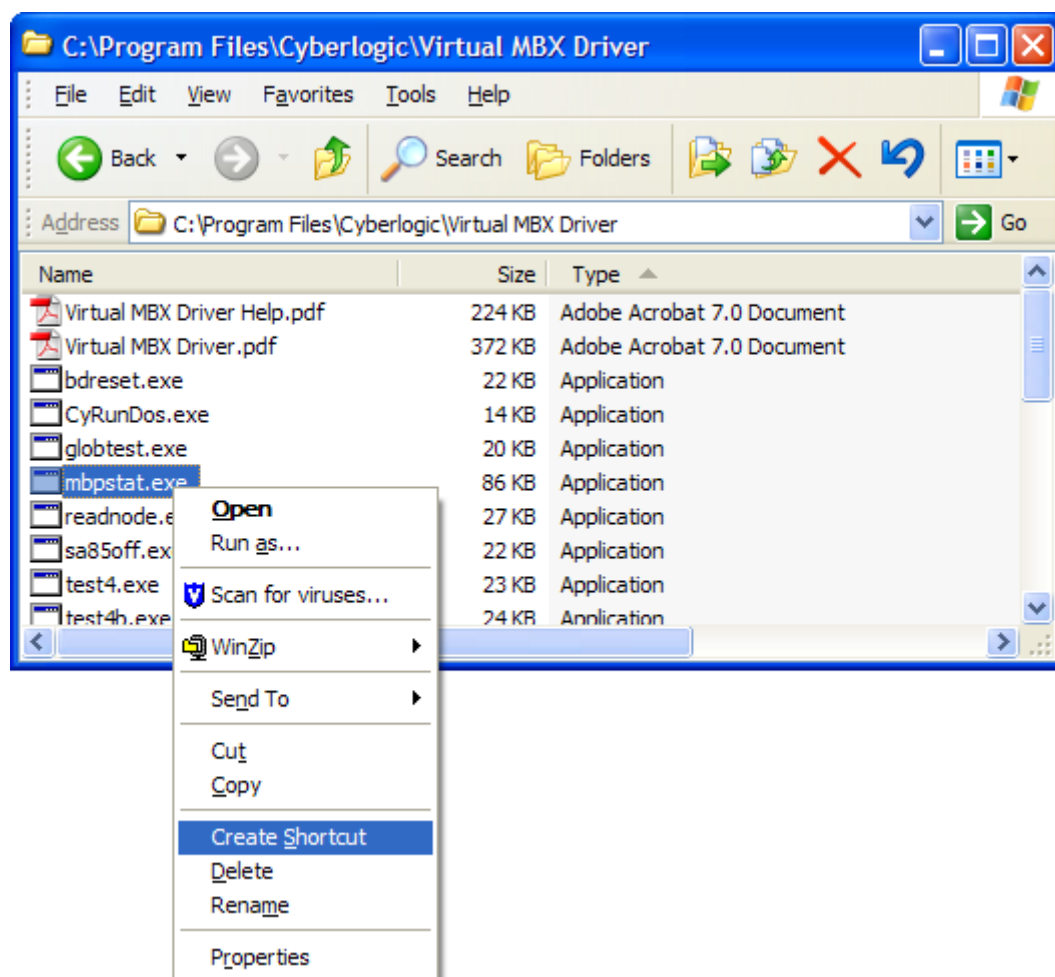 C:\Program Files\Cyberlogic\Virtual MBX Driver
File Edit View Favorites Tools Help
Back Search Folders
Address C:\Program Files\Cyberlogic\Virtual MBX Driver Go
Name Size Type
Virtual MBX Driver Help.pdf 224 KB Adobe Acrobat 7.0 Document
Virtual MBX Driver.pdf 372 KB Adobe Acrobat 7.0 Document
bdreset.exe 22 KB Application
CyRunDos.exe 14 KB Application
globtest.exe 20 KB Application
mbpstat.exe 86 KB Application
readnode.e 27 KB Application
sa85off.ex 22 KB Application
test4.exe 23 KB Application
test4b.exe 24 KB Application
Open
Run as...
Scan for viruses...
WinZip
Send To
Cut
Copy
Create Shortcut
Delete
Rename
Properties